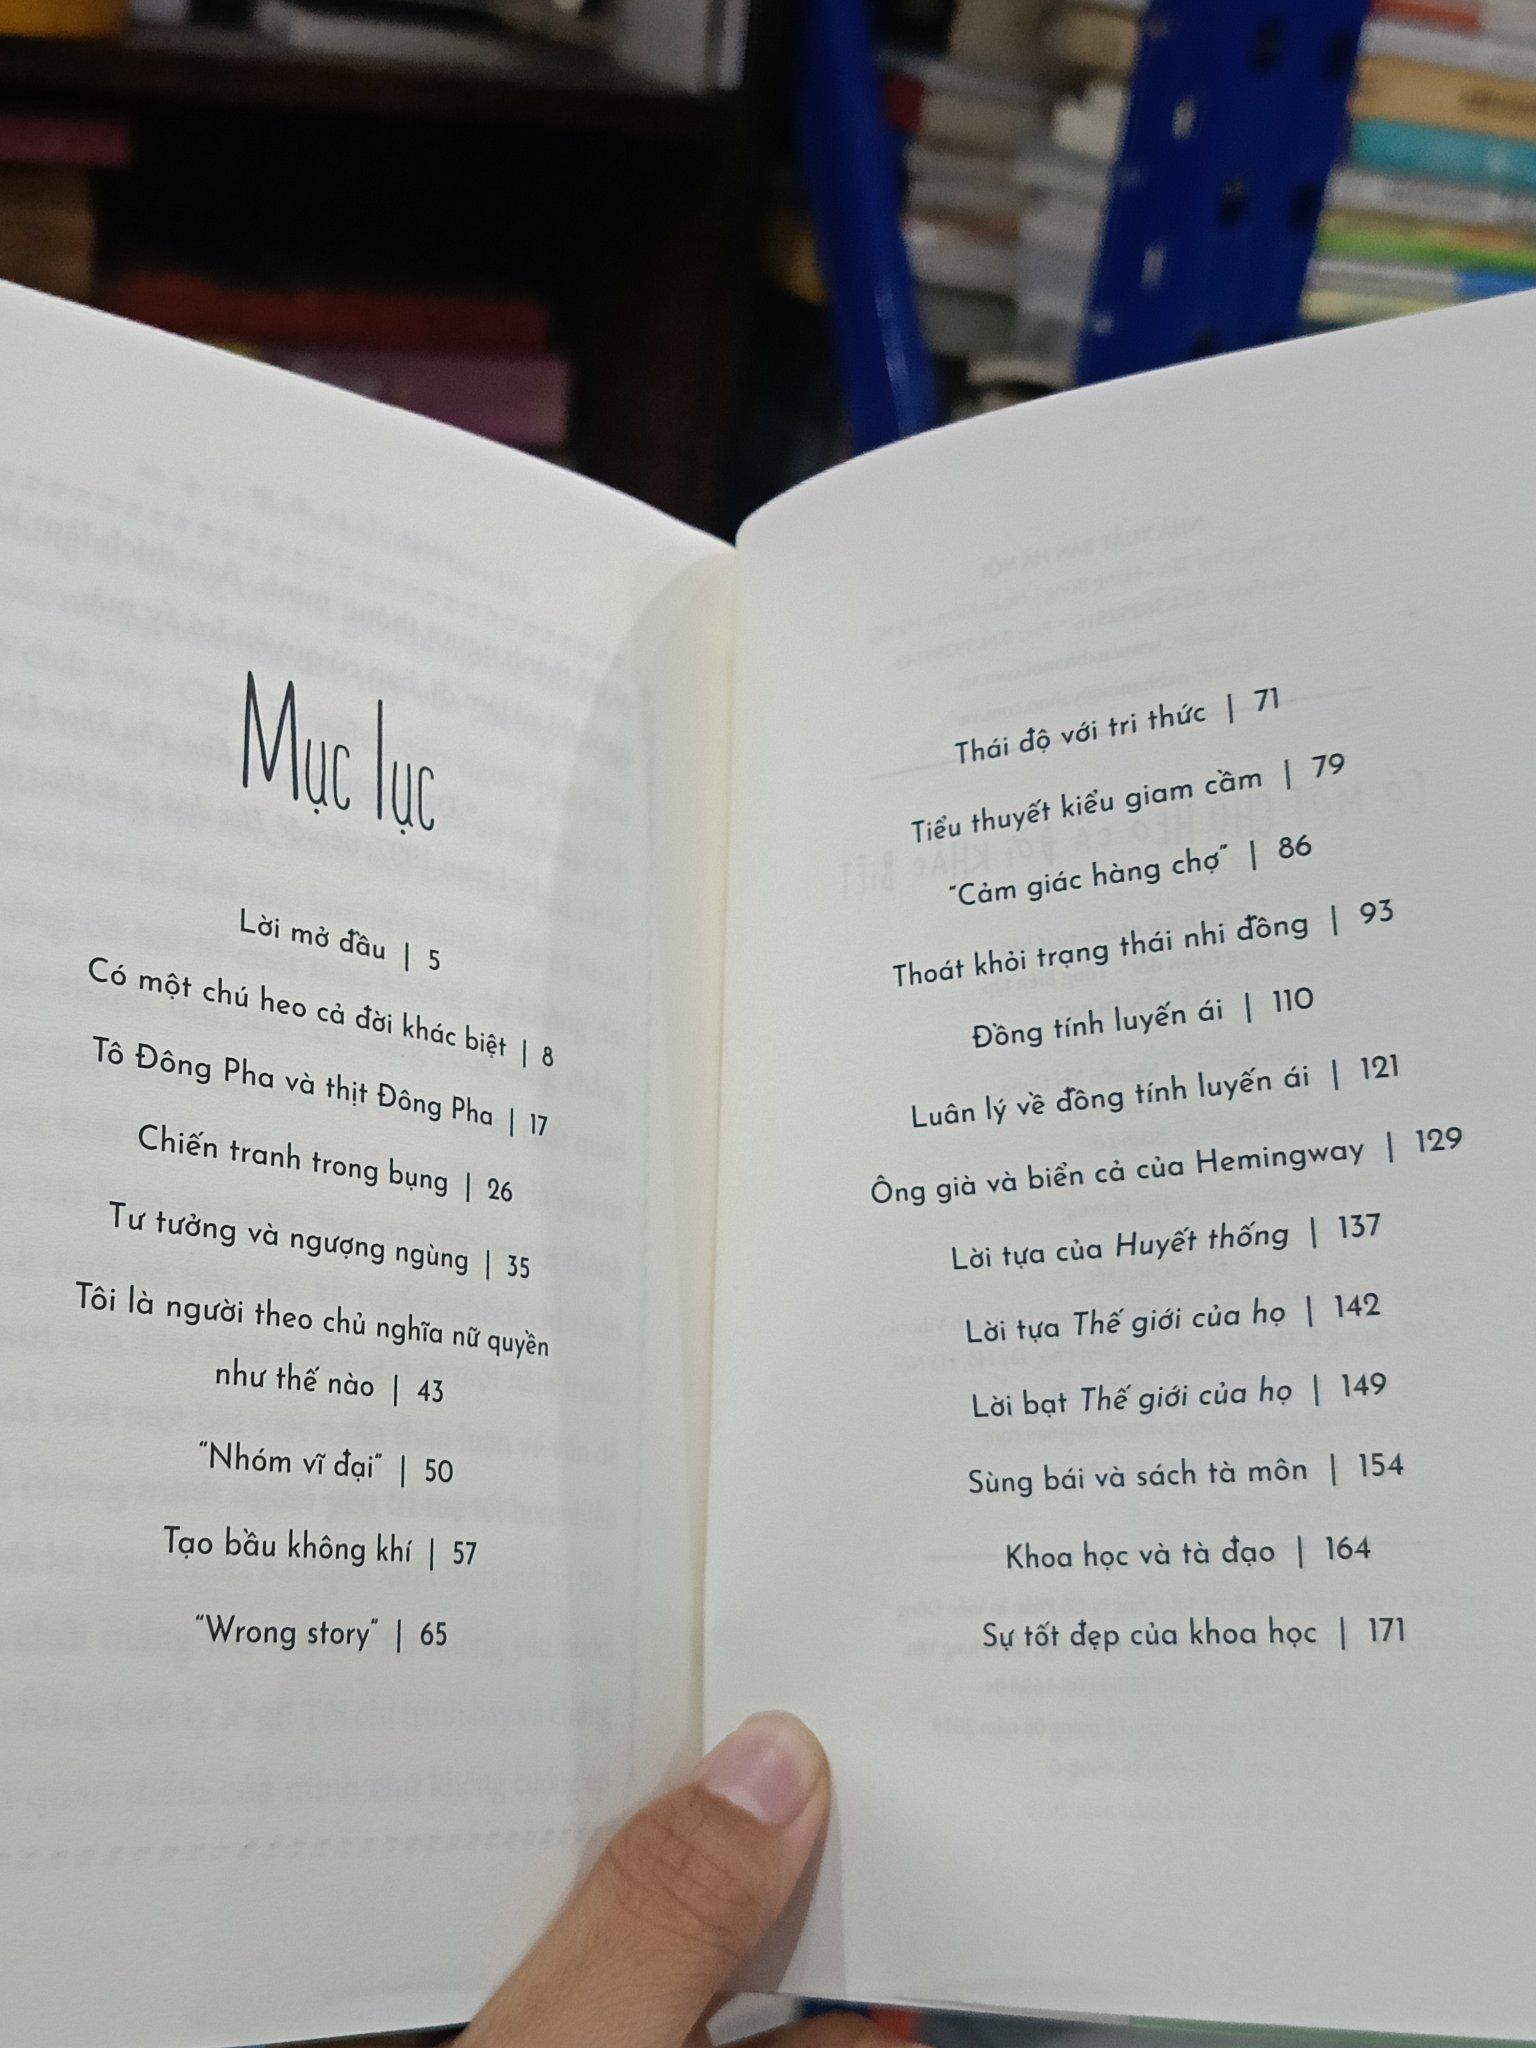 Mục lục
Lời mở đầu | 5
Có một chú heo cả đời khác biệt | 8
Tô Đông Pha và thịt Đông Pha | 17
Chiến tranh trong bụng | 26
Tư tưởng và ngượng ngùng | 35
Tôi là người theo chủ nghĩa nữ quyền
như thế nào | 43
“Nhóm vĩ đại” | 50
Tạo bầu không khí | 57
“Wrong story” | 65
Thái độ với tri thức | 71
Tiểu thuyết kiểu giam cầm | 79
“Cảm giác hàng chợ” | 86
Thoát khỏi trạng thái nhi đồng | 93
Đồng tính luyến ái | 110
Luân lý về đồng tính luyến ái | 121
Ông già và biển cả của Hemingway | 129
Lời tựa của Huyết thống | 137
Lời tựa Thế giới của họ | 142
Lời bạt Thế giới của họ | 149
Sùng bái và sách tà môn | 154
Khoa học và tà đạo | 164
Sự tốt đẹp của khoa học | 171